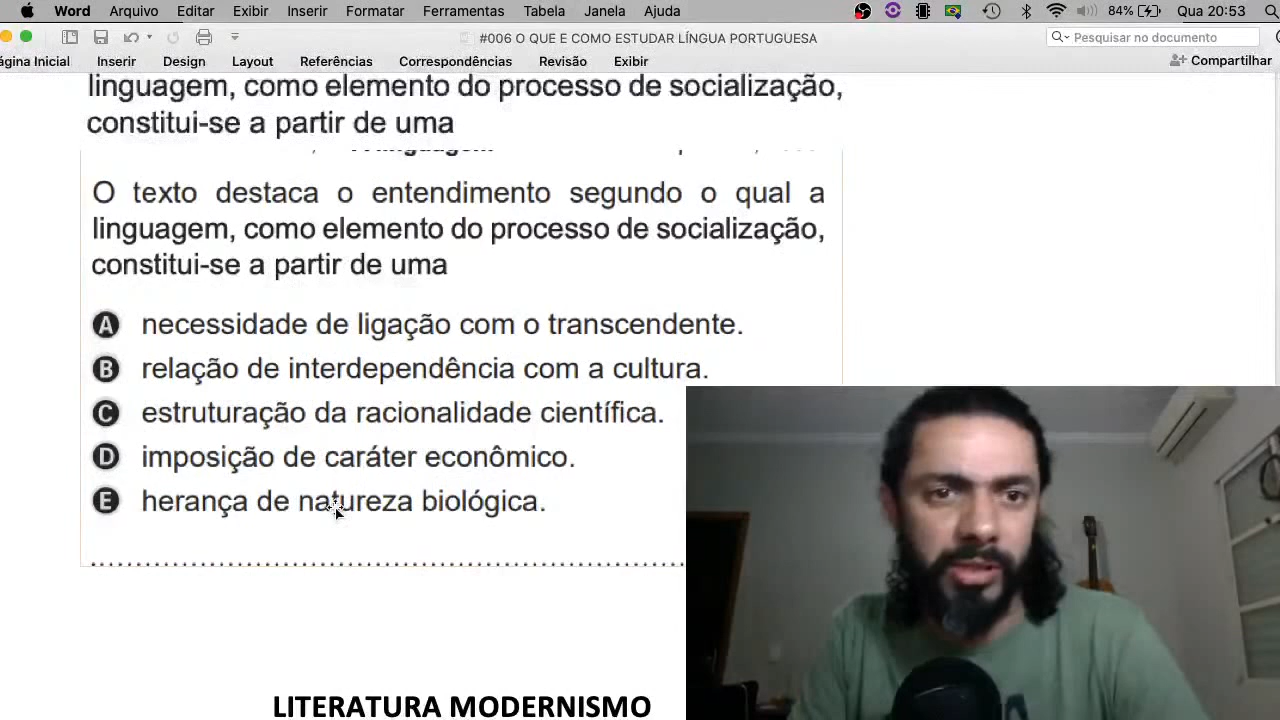 Word Arquivo Editar Exibir Inserir Formatar Ferramentas Tabela Janela Ajuda 84% Qua 20:53
#006 O QUE E COMO ESTUDAR LÍNGUA PORTUGUESA Pesquisar no documento
ágina Inicial Inserir Design Layout Referências Correspondências Revisão Exibir Compartilhar
linguagem, como elemento do processo de socialização,
constitui-se a partir de uma
O texto destaca o entendimento segundo o qual a
linguagem, como elemento do processo de socialização,
constitui-se a partir de uma
A necessidade de ligação com o transcendente.
B relação de interdependência com a cultura.
C estruturação da racionalidade científica.
D imposição de caráter econômico.
E herança de natureza biológica.
LITERATURA MODERNISMO